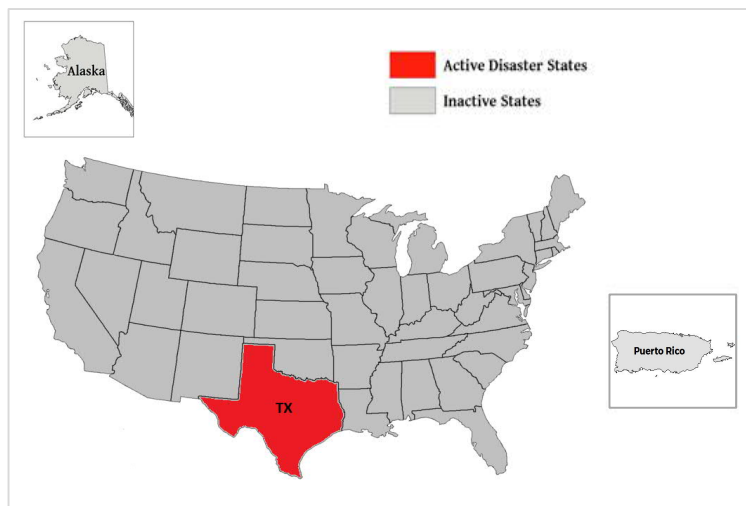 Alaska
Active Disaster States
Inactive States
Puerto Rico
TX